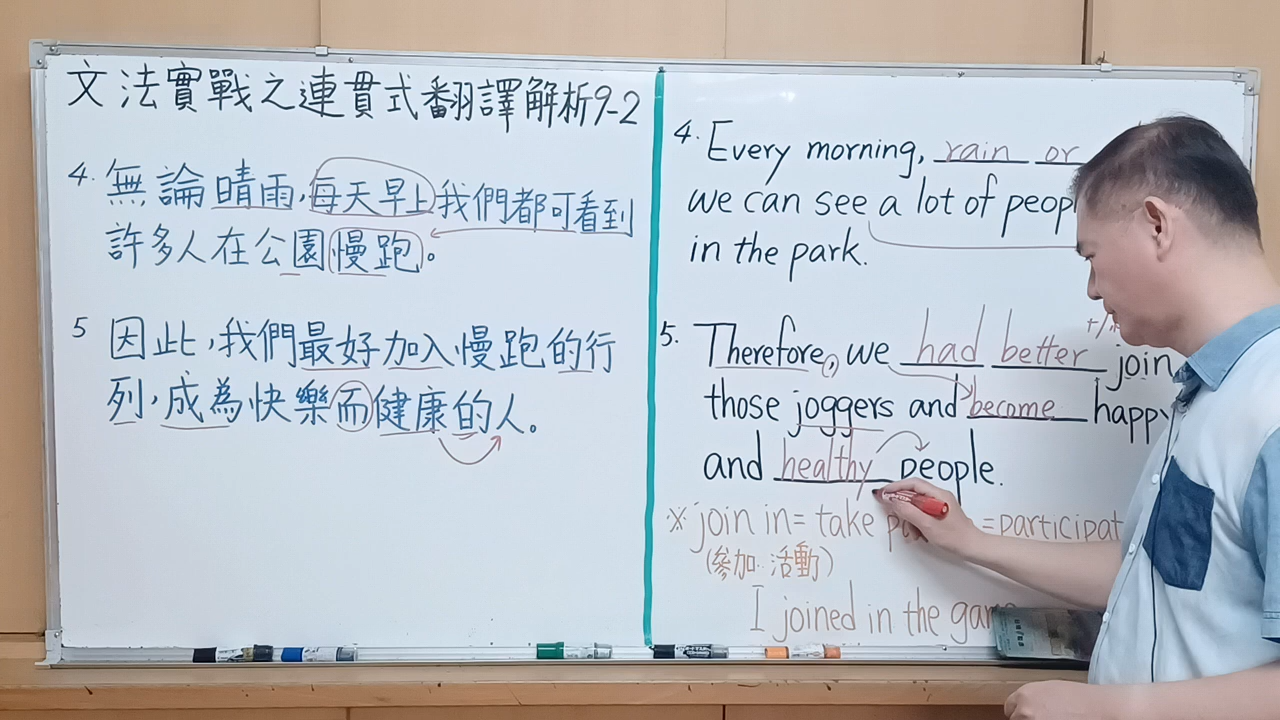 文法實戰之連貫式翻譯解析9-2
4. 無論晴雨,每天早上我們都可看到
許多人在公園慢跑。
5 因此,我們最好加入慢跑的行
列,成為快樂而健康的人。
4. Every morning, rain or
we can see a lot of
in the park.
5. Therefore, we had better join
those joggers and become happy
and healthy people.
※ join in = take =
(參加..活動)
I joined in the